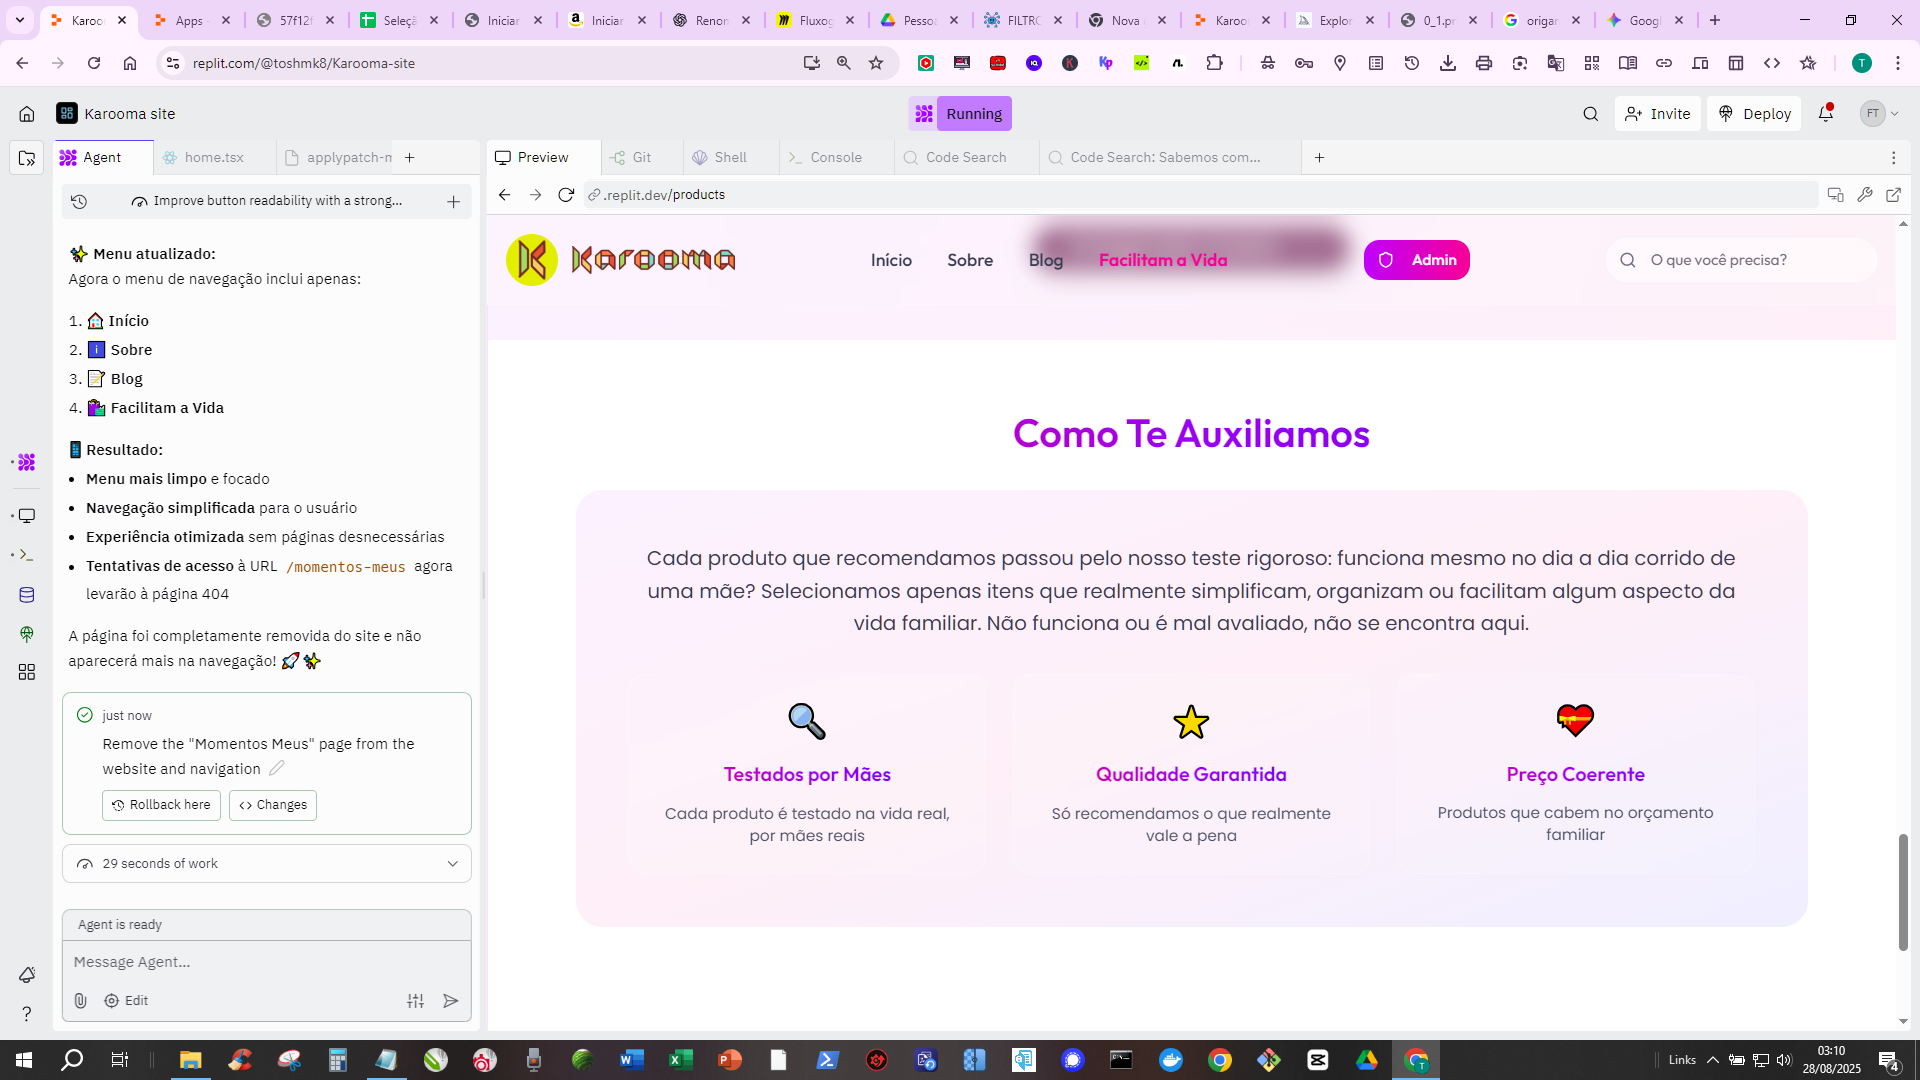 Karoo
Apps
57f12f
Seleçã
Iniciar
Iniciar
Renon
Fluxog
Pessoa
FILTRO
Nova
Karoo
Explor
0_1.pr
origar
Googl
replit.com/@toshmk8/Karooma-site
T
Karooma site
Running
Invite
Deploy
FT
Agent
home.tsx
applypatch-n
Preview
Git
Shell
Console
Code Search
Code Search: Sabemos com...
Improve button readability with a strong...
.replit.dev/products
✨ Menu atualizado:
Agora o menu de navegação inclui apenas:
1. 🏠 Início
2. ℹ️ Sobre
3. 📝 Blog
4. 🛍️ Facilitam a Vida
📱 Resultado:
• Menu mais limpo e focado
• Navegação simplificada para o usuário
• Experiência otimizada sem páginas desnecessárias
• Tentativas de acesso à URL /momentos-meus agora
levarão à página 404
A página foi completamente removida do site e não
aparecerá mais na navegação! 🚀✨
just now
Remove the "Momentos Meus" page from the
website and navigation
Rollback here
Changes
29 seconds of work
Agent is ready
Message Agent...
Edit
Karooma
Início
Sobre
Blog
Facilitam a Vida
Admin
O que você precisa?
Como Te Auxiliamos
Cada produto que recomendamos passou pelo nosso teste rigoroso: funciona mesmo no dia a dia corrido de
uma mãe? Selecionamos apenas itens que realmente simplificam, organizam ou facilitam algum aspecto da
vida familiar. Não funciona ou é mal avaliado, não se encontra aqui.
Testados por Mães
Cada produto é testado na vida real,
por mães reais
Qualidade Garantida
Só recomendamos o que realmente
vale a pena
Preço Coerente
Produtos que cabem no orçamento
familiar
Links
03:10
28/08/2025
4